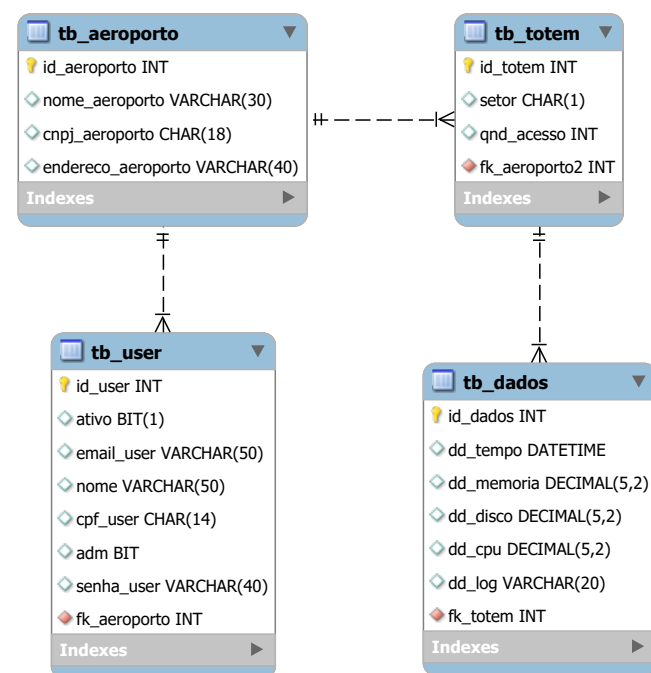 tb_aeroporto
id_aeroporto INT
nome_aeroporto VARCHAR(30)
cnpj_aeroporto CHAR(18)
endereco_aeroporto VARCHAR(40)
Indexes
tb_totem
id_totem INT
setor CHAR(1)
qnd_acesso INT
fk_aeroporto2 INT
Indexes
tb_user
id_user INT
ativo BIT(1)
email_user VARCHAR(50)
nome VARCHAR(50)
cpf_user CHAR(14)
adm BIT
senha_user VARCHAR(40)
fk_aeroporto INT
Indexes
tb_dados
id_dados INT
dd_tempo DATETIME
dd_memoria DECIMAL(5,2)
dd_disco DECIMAL(5,2)
dd_cpu DECIMAL(5,2)
dd_log VARCHAR(20)
fk_totem INT
Indexes